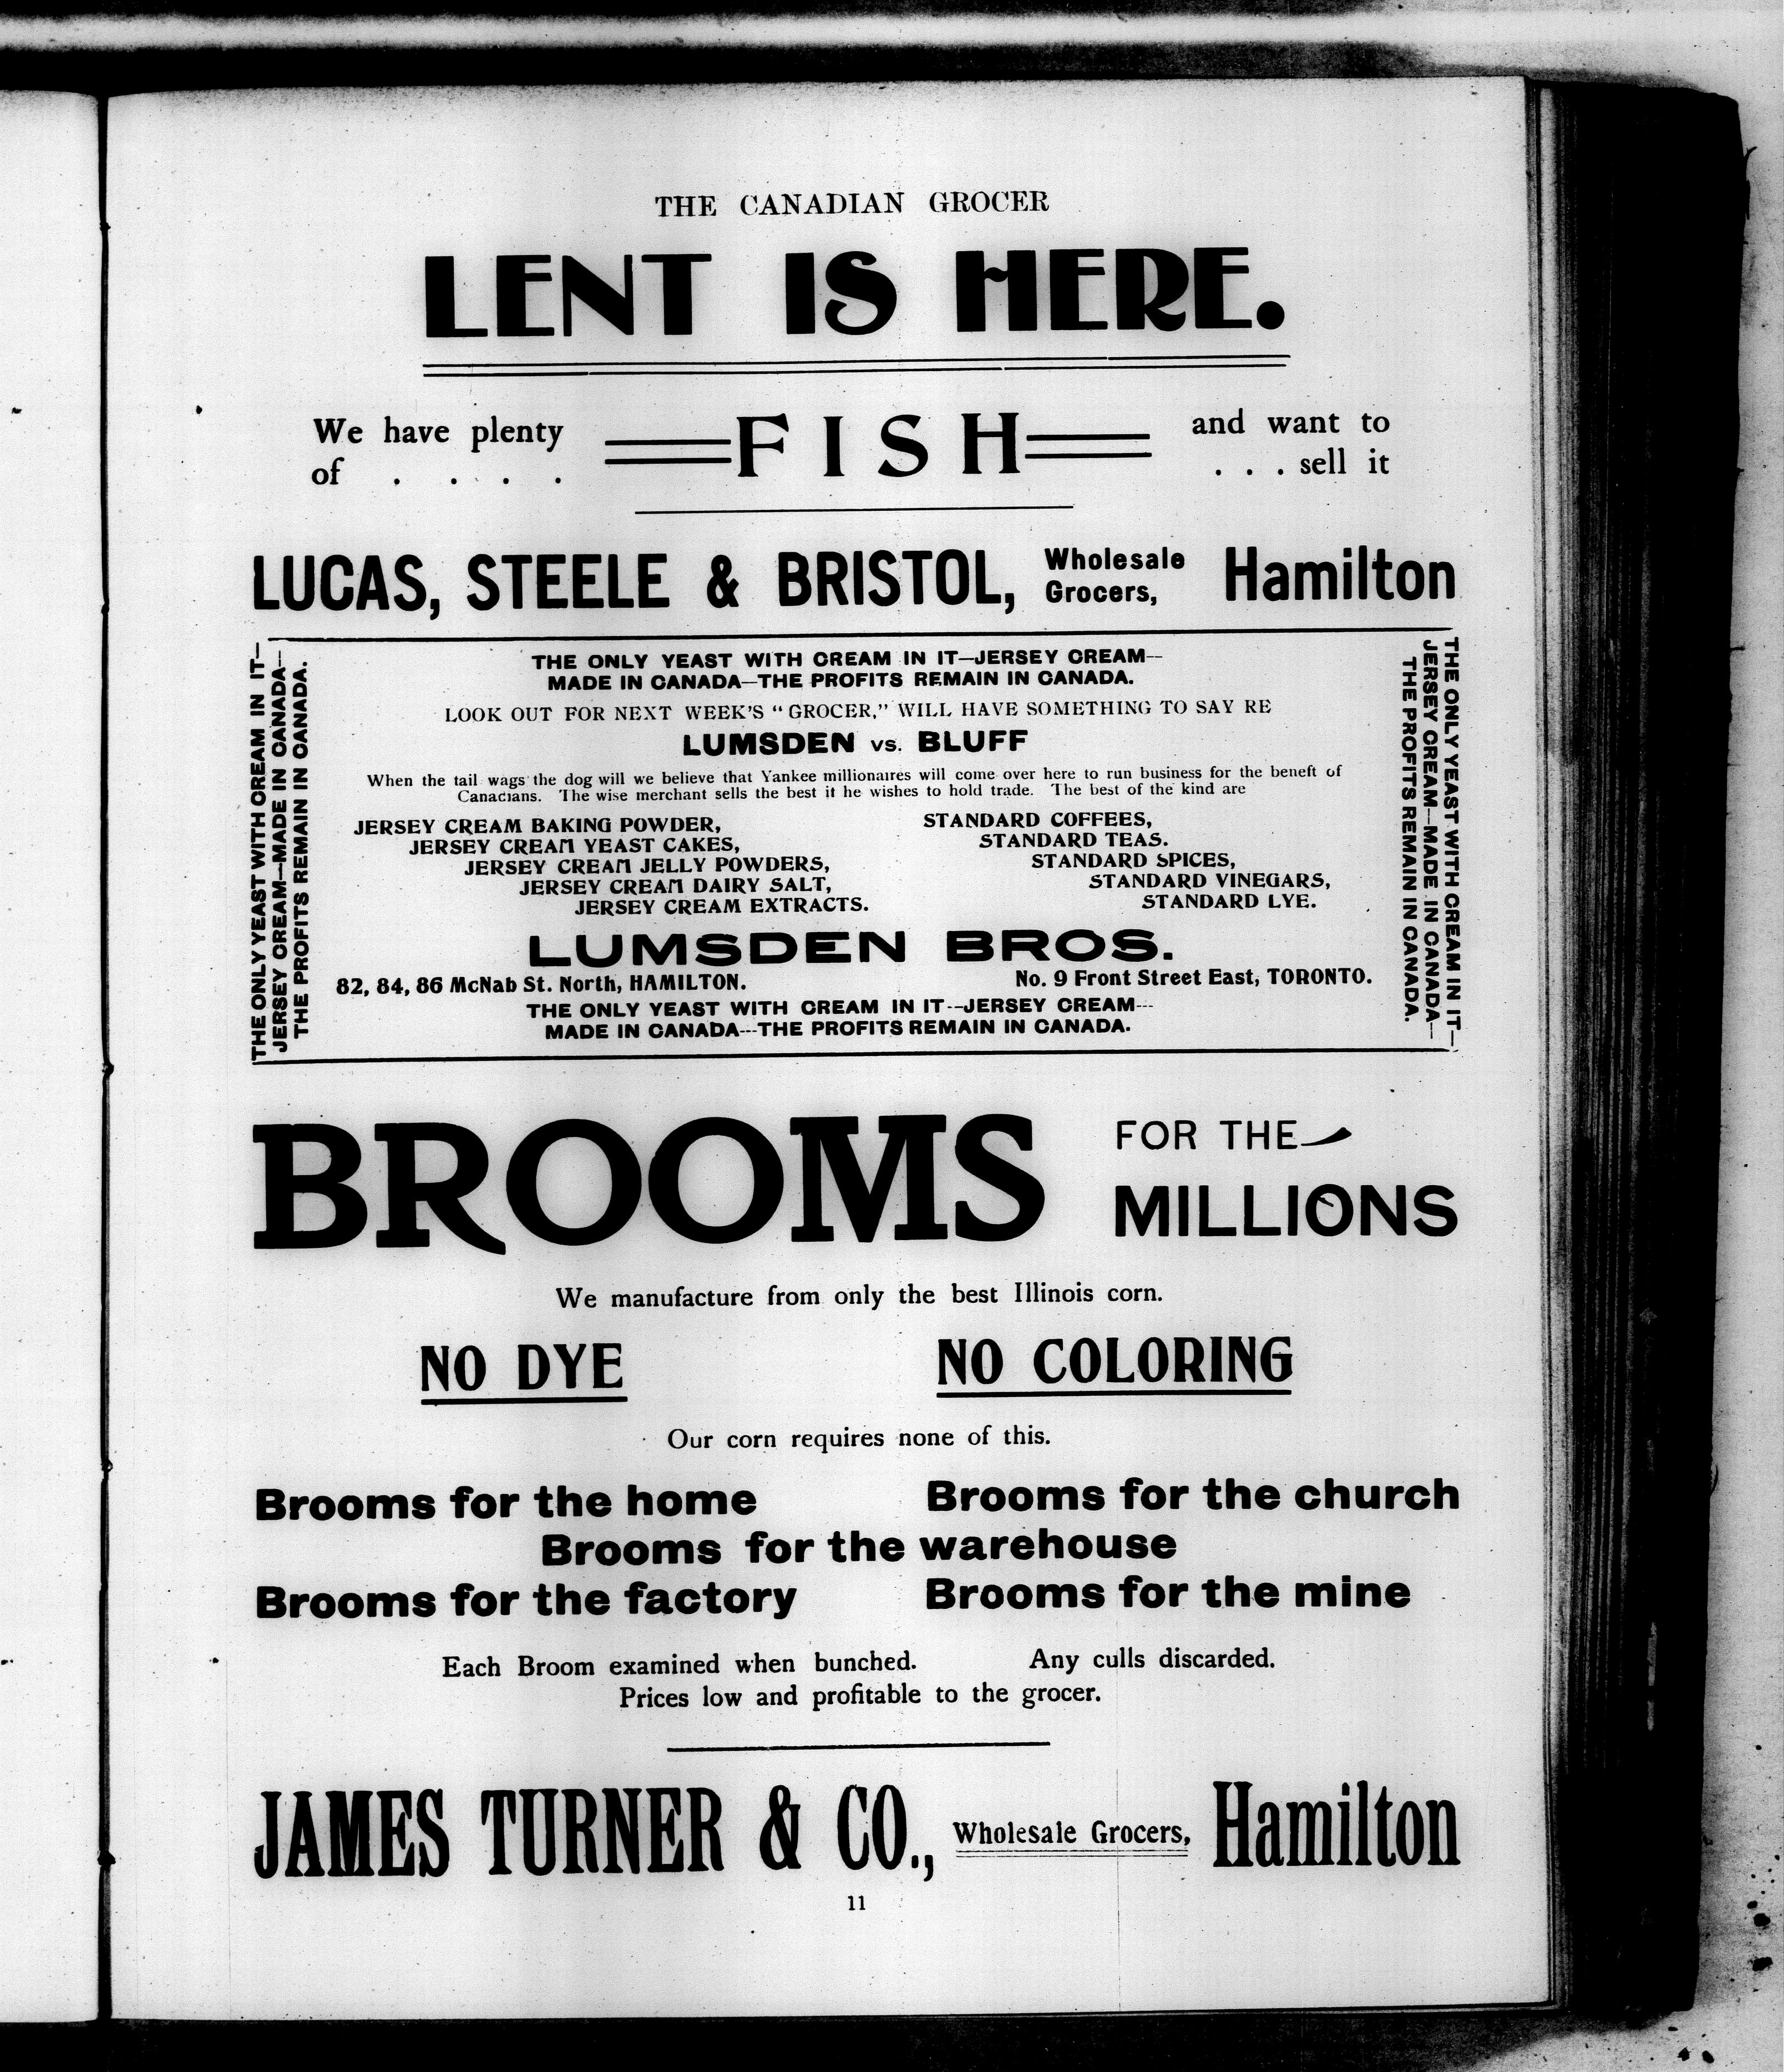 THE CANADIAN GROCER
LENT IS HERE.
We have plenty
of . . . .
FISH
and want to
. . . sell it
LUCAS, STEELE & BRISTOL, Wholesale Grocers, Hamilton
THE ONLY YEAST WITH CREAM IN IT—
JERSEY CREAM—MADE IN CANADA—
THE PROFITS REMAIN IN CANADA.
THE ONLY YEAST WITH CREAM IN IT—JERSEY CREAM—
MADE IN CANADA—THE PROFITS REMAIN IN CANADA.
LOOK OUT FOR NEXT WEEK'S "GROCER," WILL HAVE SOMETHING TO SAY RE
LUMSDEN vs. BLUFF
When the tail wags the dog will we believe that Yankee millionaires will come over here to run business for the beneft of
Canadians. The wise merchant sells the best it he wishes to hold trade. The best of the kind are
JERSEY CREAM BAKING POWDER,
JERSEY CREAM YEAST CAKES,
JERSEY CREAM JELLY POWDERS,
JERSEY CREAM DAIRY SALT,
JERSEY CREAM EXTRACTS.
STANDARD COFFEES,
STANDARD TEAS.
STANDARD SPICES,
STANDARD VINEGARS,
STANDARD LYE.
LUMSDEN BROS.
82, 84, 86 McNab St. North, HAMILTON. No. 9 Front Street East, TORONTO.
THE ONLY YEAST WITH CREAM IN IT--JERSEY CREAM---
MADE IN CANADA---THE PROFITS REMAIN IN CANADA.
THE ONLY YEAST WITH CREAM IN IT—
JERSEY CREAM—MADE IN CANADA—
THE PROFITS REMAIN IN CANADA.
BROOMS
FOR THE
MILLIONS
We manufacture from only the best Illinois corn.
NO DYE NO COLORING
Our corn requires none of this.
Brooms for the home Brooms for the church
Brooms for the warehouse
Brooms for the factory Brooms for the mine
Each Broom examined when bunched. Any culls discarded.
Prices low and profitable to the grocer.
JAMES TURNER & CO., Wholesale Grocers, Hamilton
11